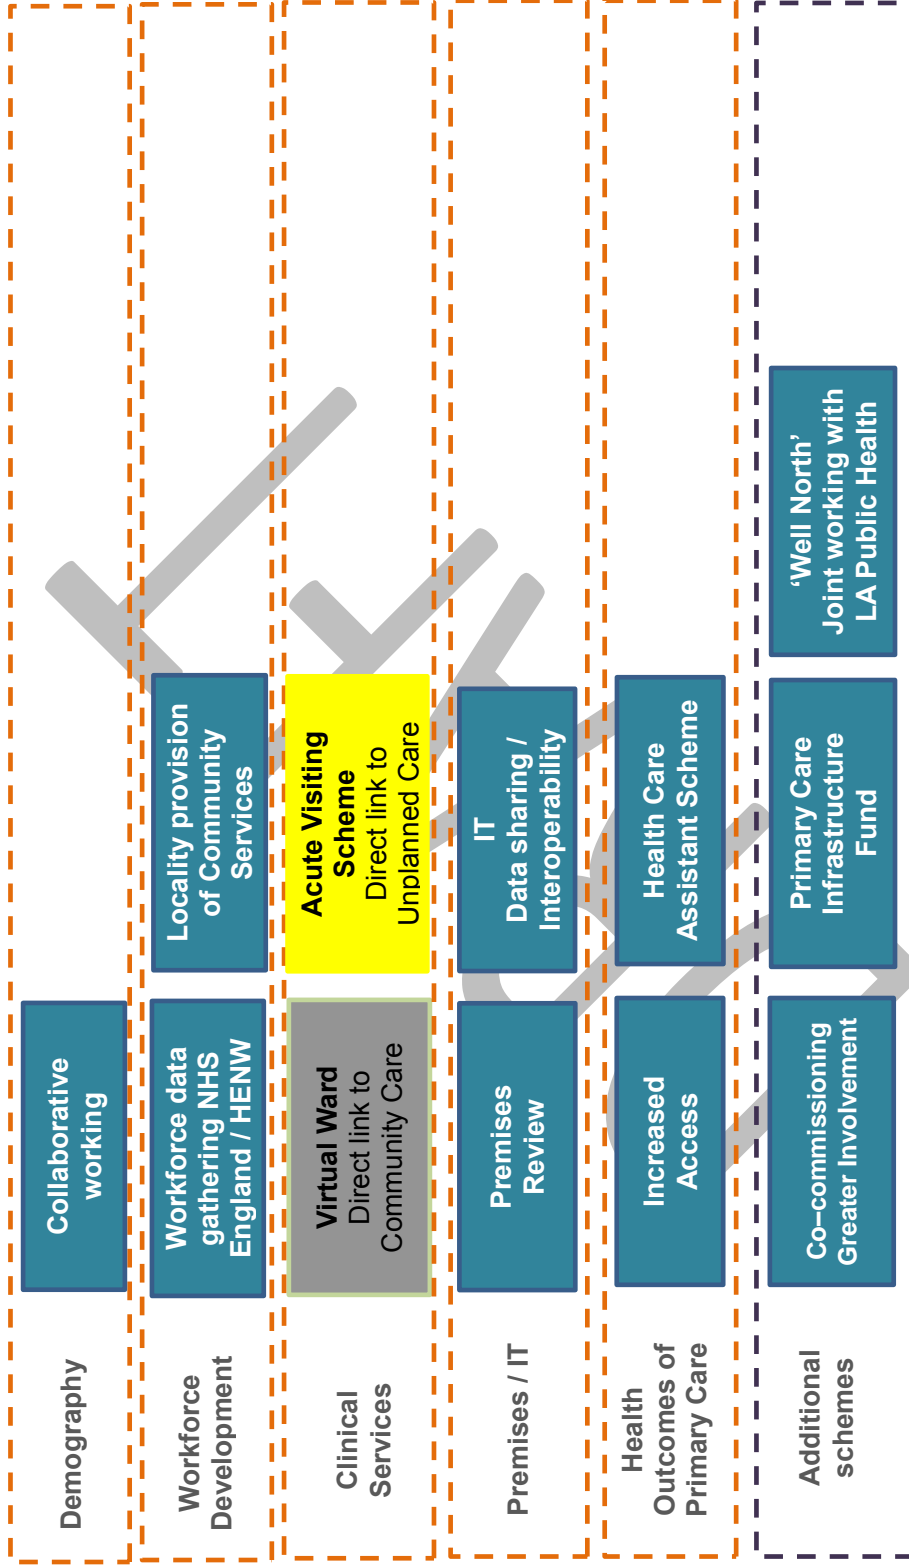 Demography
Collaborative
working
Workforce
Development
Workforce data
gathering NHS
England / HENW
Locality provision
of Community
Services
Clinical
Services
Virtual Ward
Direct link to
Community Care
Acute Visiting
Scheme
Direct link to
Unplanned Care
Premises / IT
Premises
Review
IT
Data sharing /
Interoperability
Health
Outcomes of
Primary Care
Increased
Access
Health Care
Assistant Scheme
Additional
schemes
Co–commissioning
Greater Involvement
Primary Care
Infrastructure
Fund
‘Well North’
Joint working with
LA Public Health